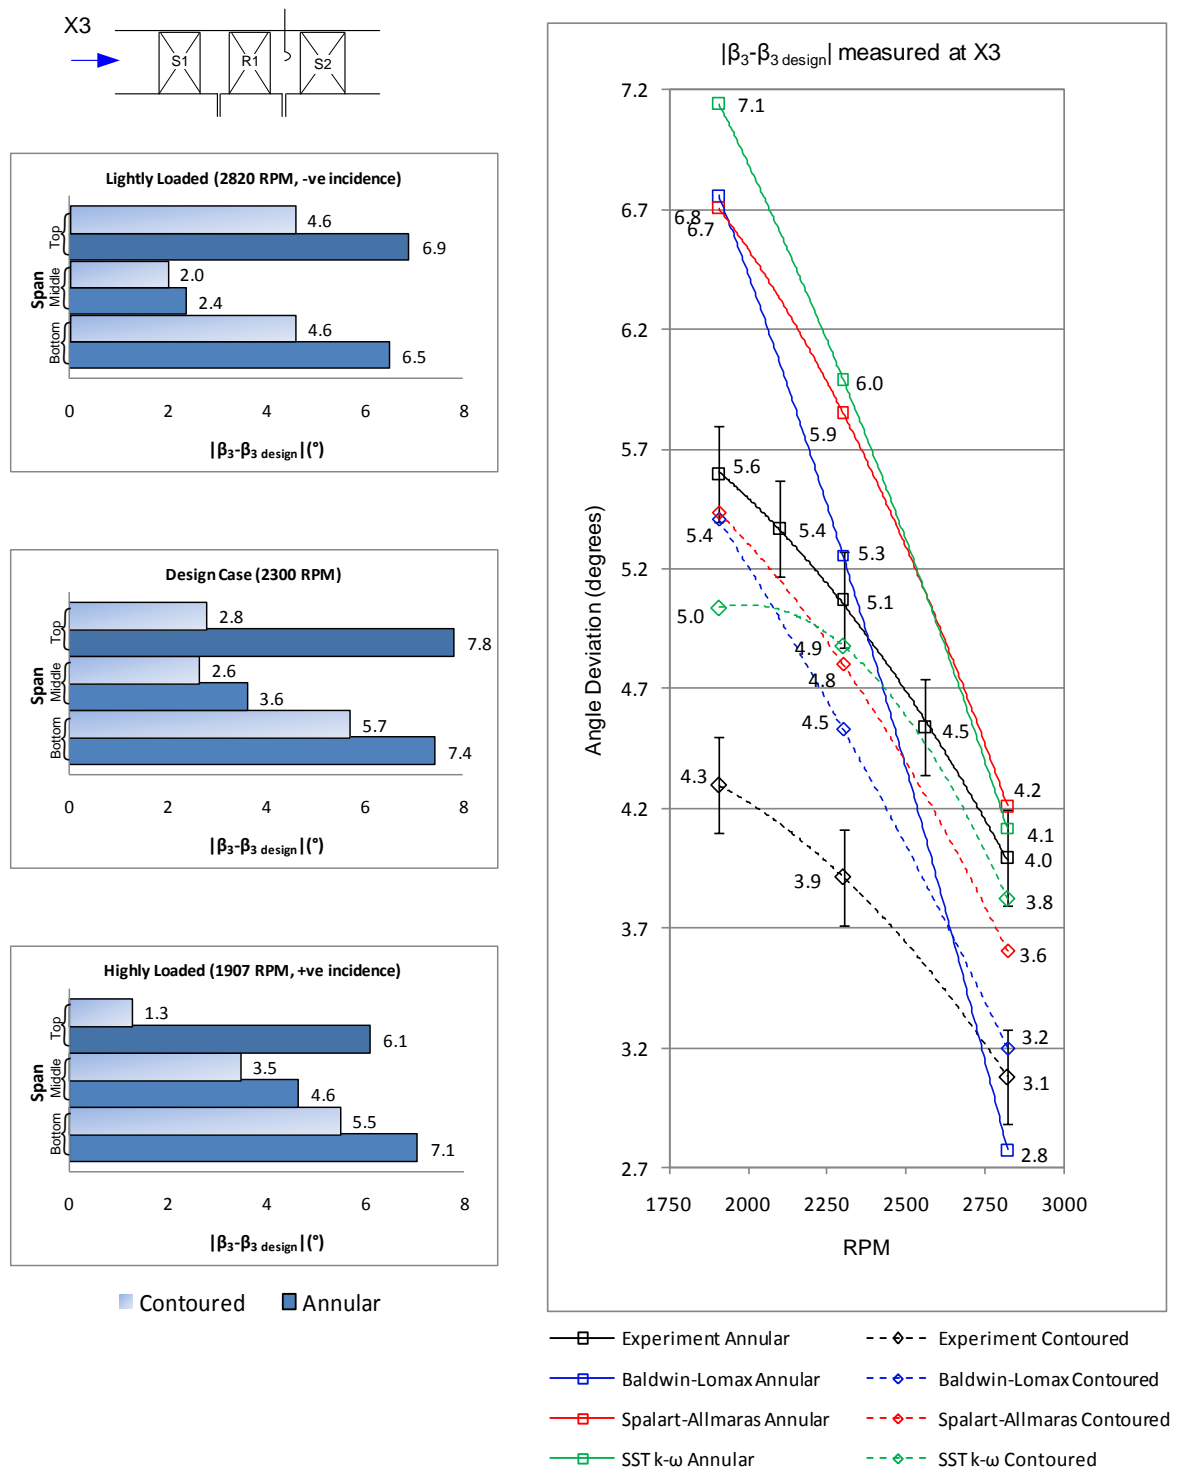 X3
S1 R1 S2
Lightly Loaded (2820 RPM, -ve incidence)
Span
Top
4.6
6.9
Middle
2.0
2.4
Bottom
4.6
6.5
0 2 4 6 8
|β3-β3 design|(°)
Design Case (2300 RPM)
Span
Top
2.8
7.8
Middle
2.6
3.6
Bottom
5.7
7.4
0 2 4 6 8
|β3-β3 design|(°)
Highly Loaded (1907 RPM, +ve incidence)
Span
Top
1.3
6.1
Middle
3.5
4.6
Bottom
5.5
7.1
0 2 4 6 8
|β3-β3 design|(°)
Contoured Annular
|β3-β3 design| measured at X3
Angle Deviation (degrees)
7.2
6.7
6.2
5.7
5.2
4.7
4.2
3.7
3.2
2.7
7.1
6.8
6.7
6.0
5.9
5.6
5.4
5.4
5.3
5.1
5.0
4.9
4.8
4.5
4.5
4.3
4.2
4.1
4.0
3.9
3.8
3.6
3.2
3.1
2.8
1750 2000 2250 2500 2750 3000
RPM
Experiment Annular Experiment Contoured
Baldwin-Lomax Annular Baldwin-Lomax Contoured
Spalart-Allmaras Annular Spalart-Allmaras Contoured
SST k-ω Annular SST k-ω Contoured